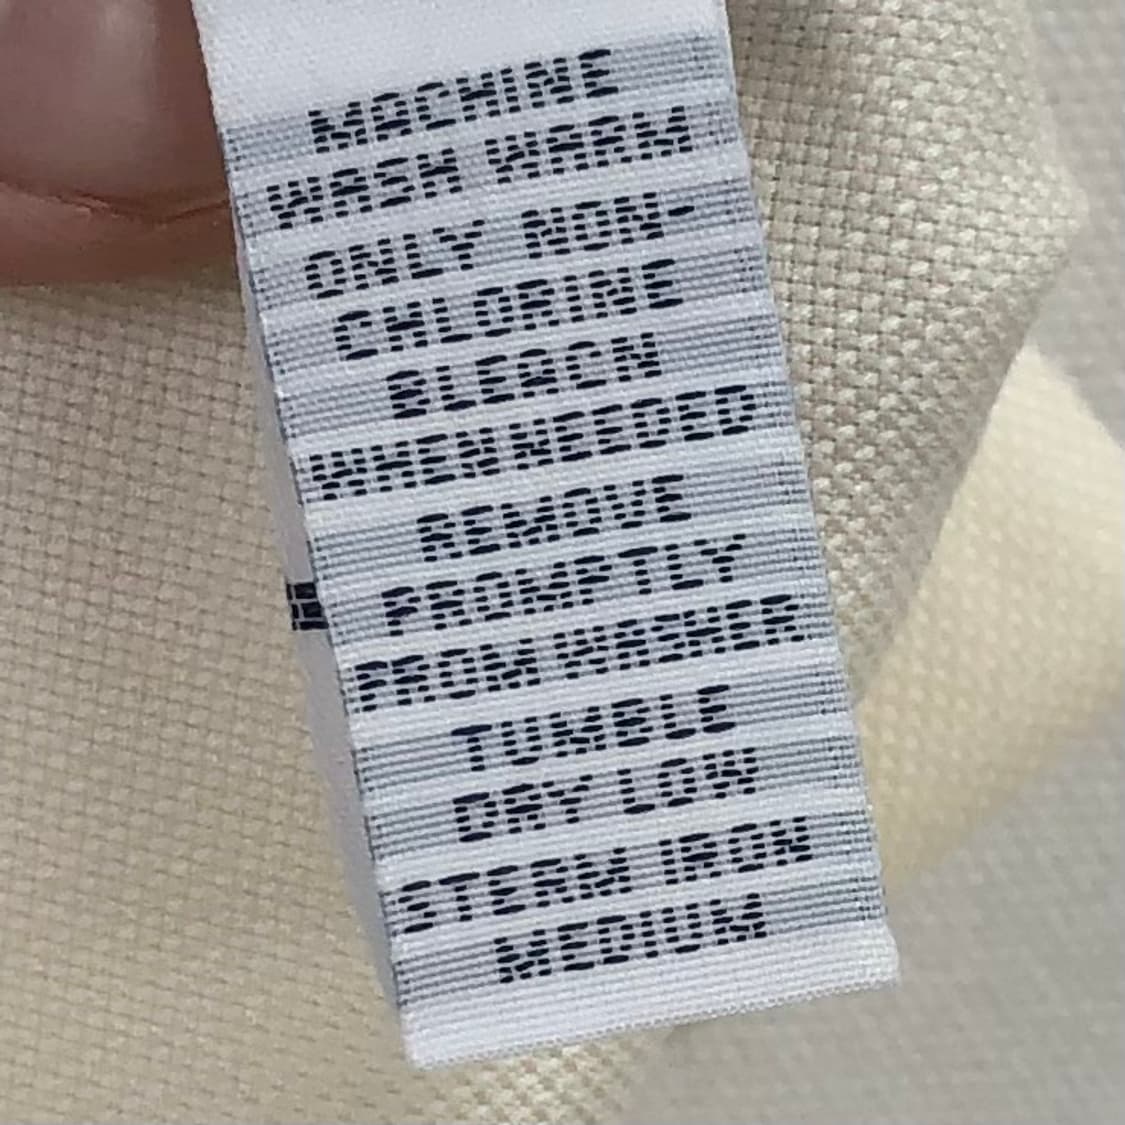 MACHINE
WASH WARM
ONLY NON-
CHLORINE
BLEACH
WHEN NEEDED
REMOVE
PROMPTLY
FROM WASHER
TUMBLE
DRY LOW
STEAM IRON
MEDIUM